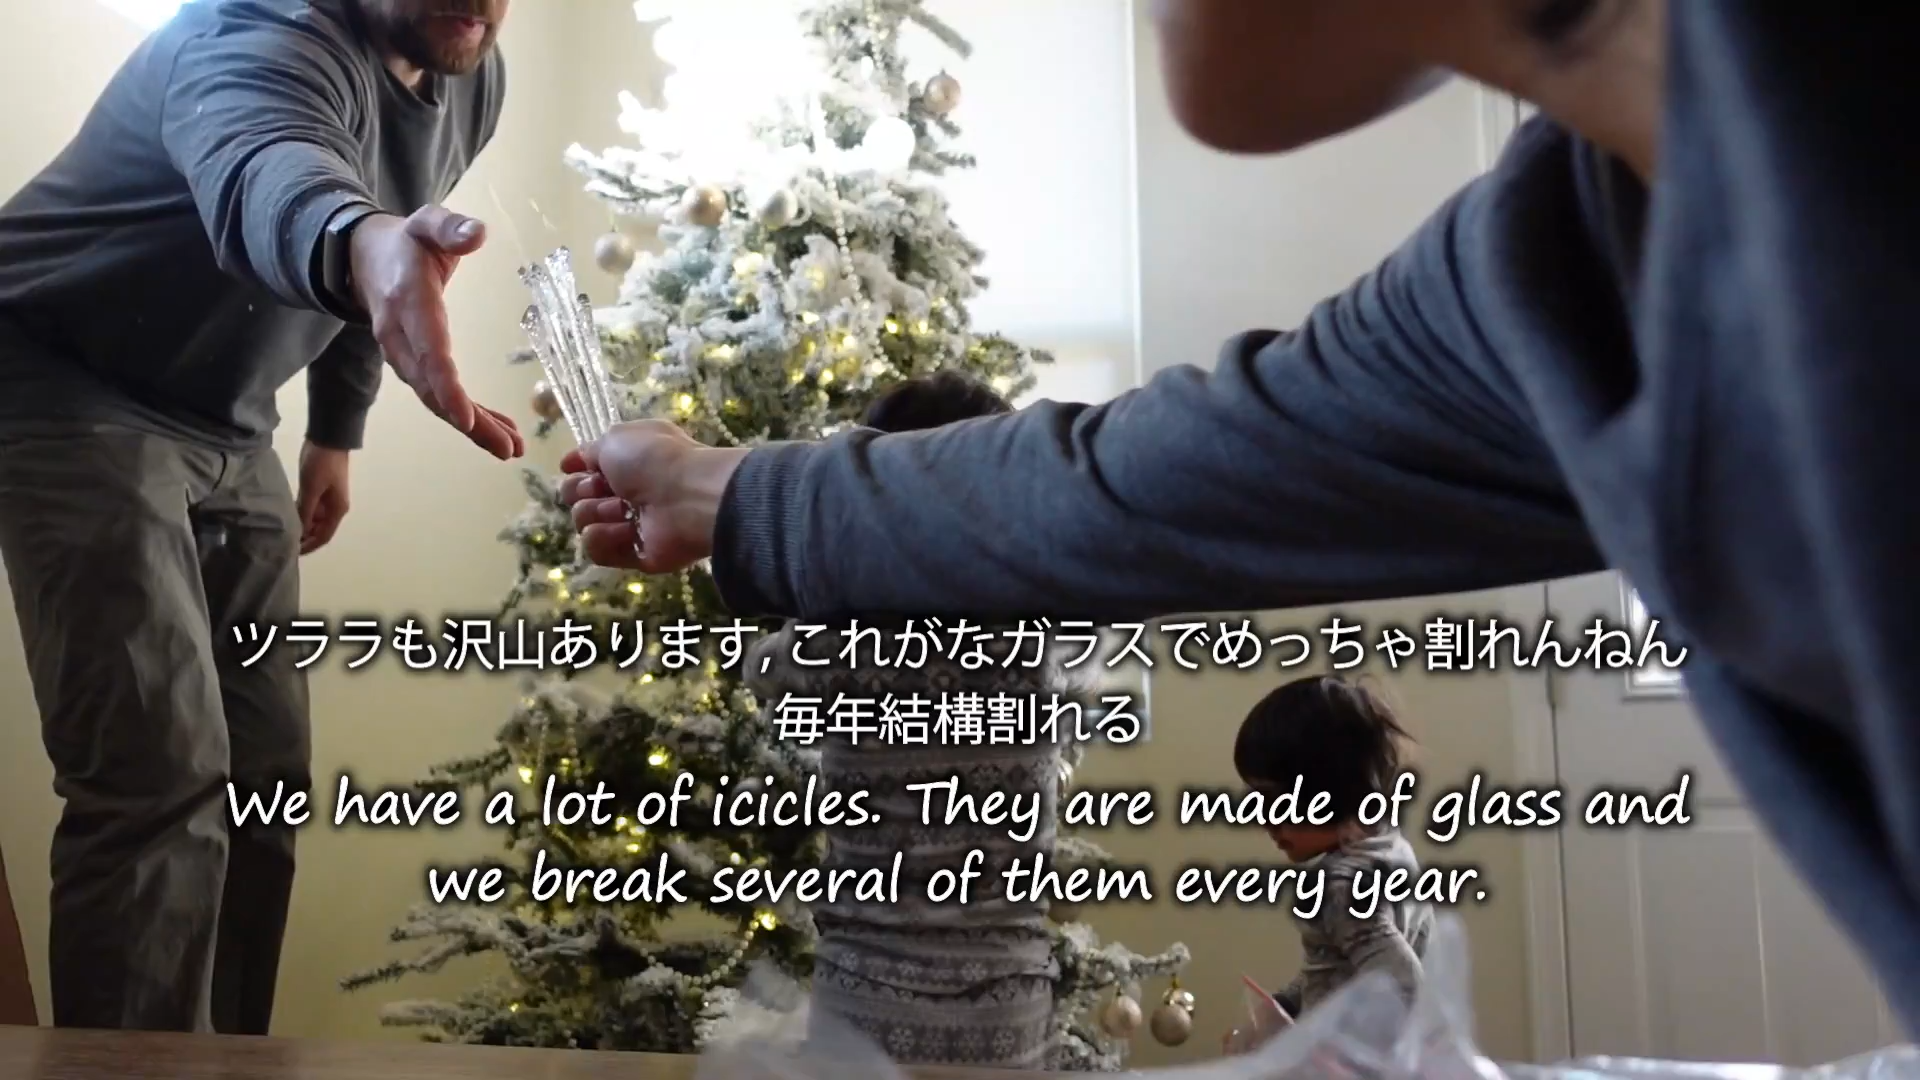 ツララも沢山あります, これがなガラスでめっちゃ割れんねん
毎年結構割れる
We have a lot of icicles. They are made of glass and
we break several of them every year.